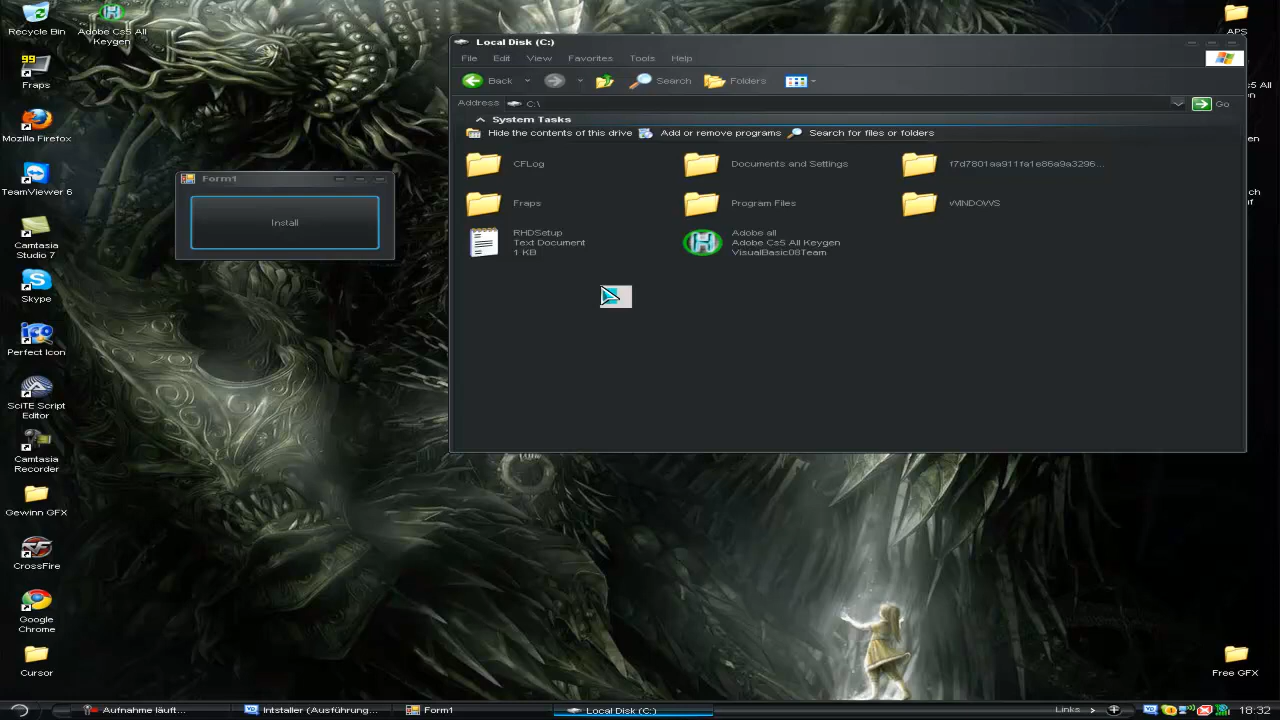 Recycle Bin
Adobe Cs5 All
Keygen
99
Fraps
Mozilla Firefox
TeamViewer 6
Camtasia
Studio 7
Skype
Perfect Icon
SciTE Script
Editor
Camtasia
Recorder
Gewinn GFX
CrossFire
Google
Chrome
Cursor
Form1
Install
Local Disk (C:)
File Edit View Favorites Tools Help
Back Search Folders
Address C:\ Go
System Tasks
Hide the contents of this drive Add or remove programs Search for files or folders
CFLog Documents and Settings f7d7801aa911fa1e86a9a3296...
Fraps Program Files WINDOWS
RHDSetup
Text Document
1 KB
Adobe all
Adobe Cs5 All Keygen
VisualBasic08Team
APS
s5 All
Free GFX
Aufnahme läuft... Intstaller (Ausführung... Form1 Local Disk (C:) Links 18:32